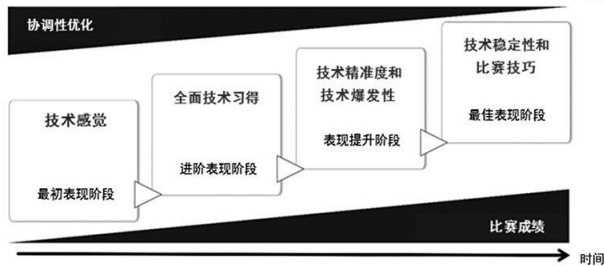 协调性优化
技术感觉
最初表现阶段
全面技术习得
进阶表现阶段
技术精准度和
技术爆发性
表现提升阶段
技术稳定性和
比赛技巧
最佳表现阶段
比赛成绩
时间